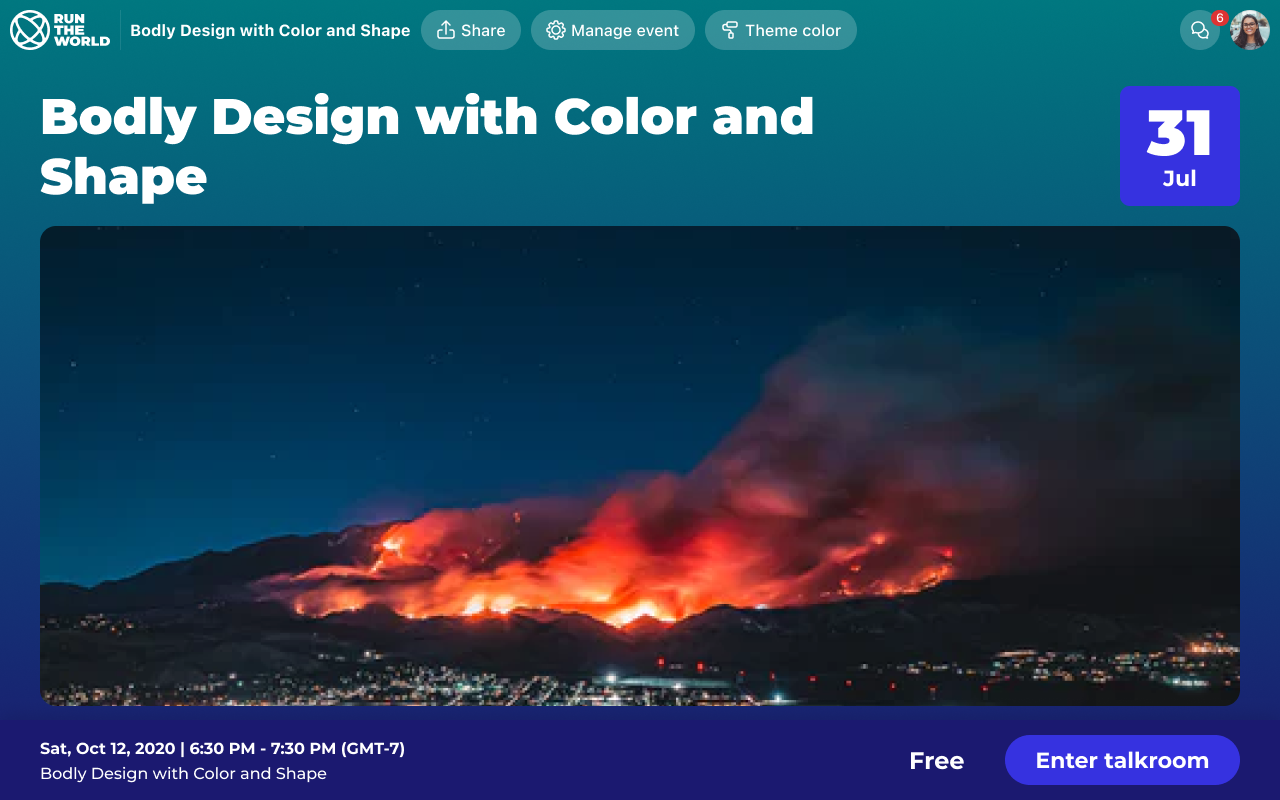 RUN
THE
WORLD
Bodly Design with Color and Shape
Share
Manage event
Theme color
6
Bodly Design with Color and
Shape
31
Jul
Sat, Oct 12, 2020 | 6:30 PM - 7:30 PM (GMT-7)
Bodly Design with Color and Shape
Free
Enter talkroom